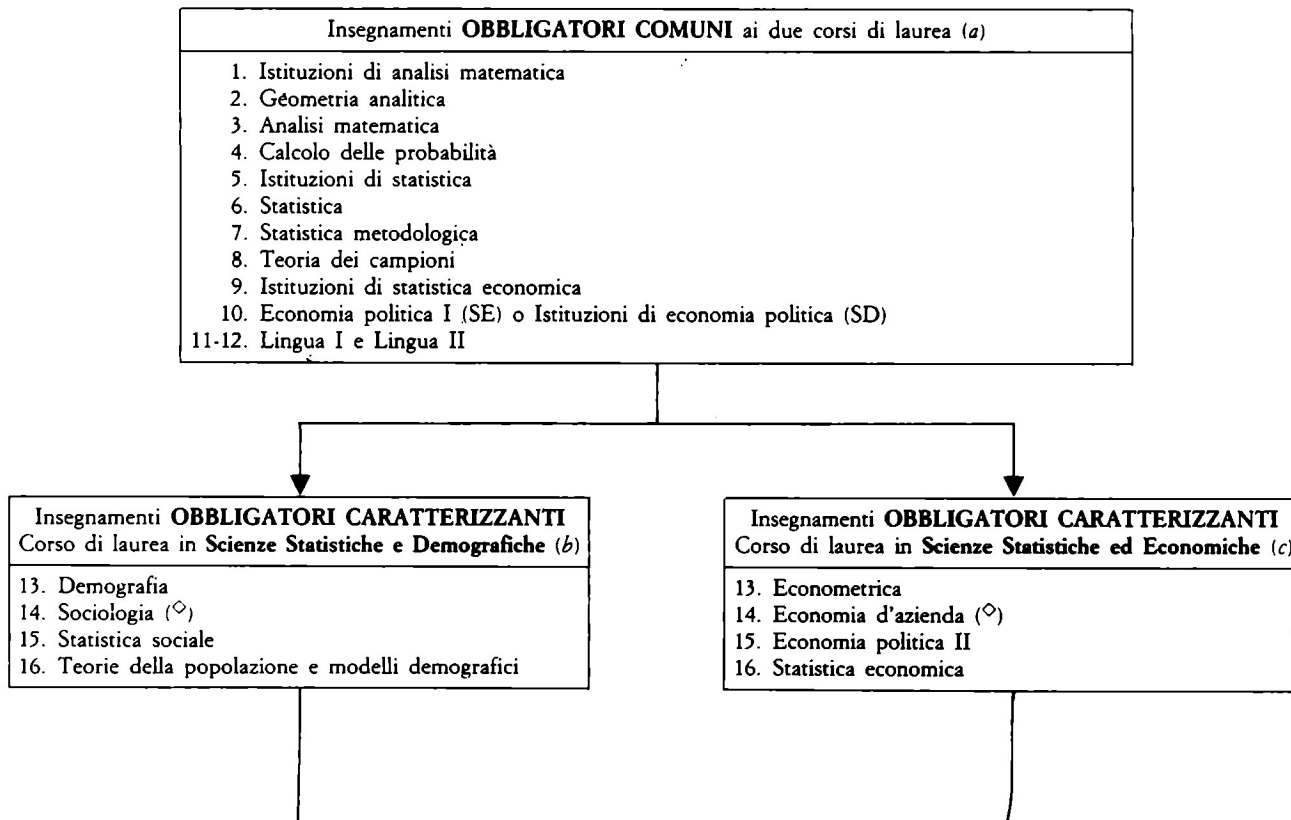 Insegnamenti OBBLIGATORI COMUNI ai due corsi di laurea (a)
1. Istituzioni di analisi matematica
2. Geometria analitica
3. Analisi matematica
4. Calcolo delle probabilità
5. Istituzioni di statistica
6. Statistica
7. Statistica metodologica
8. Teoria dei campioni
9. Istituzioni di statistica economica
10. Economia politica I (SE) o Istituzioni di economia politica (SD)
11-12. Lingua I e Lingua II
Insegnamenti OBBLIGATORI CARATTERIZZANTI
Corso di laurea in Scienze Statistiche e Demografiche (b)
13. Demografia
14. Sociologia (◇)
15. Statistica sociale
16. Teorie della popolazione e modelli demografici
Insegnamenti OBBLIGATORI CARATTERIZZANTI
Corso di laurea in Scienze Statistiche ed Economiche (c)
13. Econometrica
14. Economia d'azienda (◇)
15. Economia politica II
16. Statistica economica